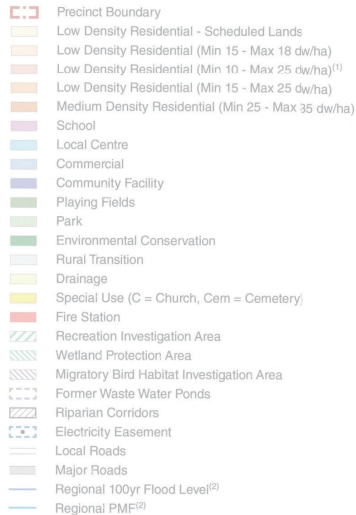 Precinct Boundary
Low Density Residential - Scheduled Lands
Low Density Residential (Min 15 - Max 18 dw/ha)
Low Density Residential (Min 10 - Max 25 dw/ha)(1)
Low Density Residential (Min 15 - Max 25 dw/ha)
Medium Density Residential (Min 25 - Max 35 dw/ha)
School
Local Centre
Commercial
Community Facility
Playing Fields
Park
Environmental Conservation
Rural Transition
Drainage
Special Use (C = Church, Cem = Cemetery)
Fire Station
Recreation Investigation Area
Wetland Protection Area
Migratory Bird Habitat Investigation Area
Former Waste Water Ponds
Riparian Corridors
Electricity Easement
Local Roads
Major Roads
Regional 100yr Flood Level(2)
Regional PMF(2)